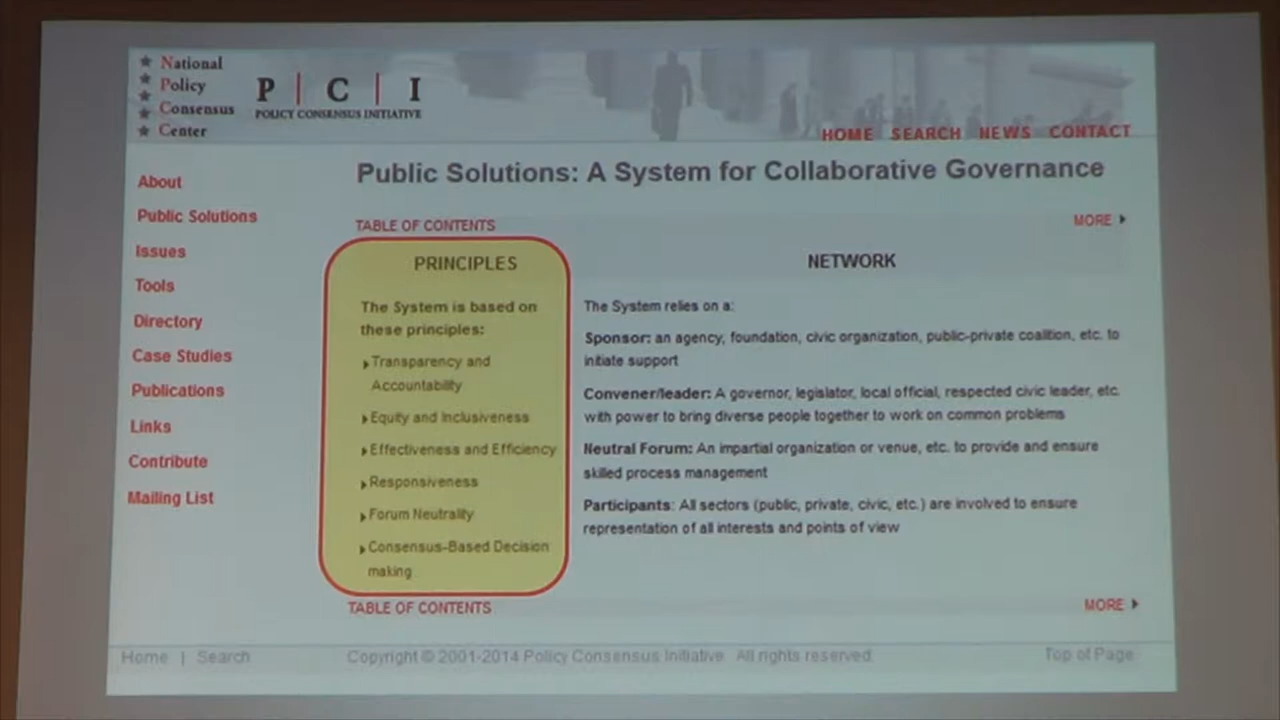 National
Policy
Consensus
Center
P | C | I
POLICY CONSENSUS INITIATIVE
HOME SEARCH NEWS CONTACT
About
Public Solutions
Issues
Tools
Directory
Case Studies
Publications
Links
Contribute
Mailing List
Public Solutions: A System for Collaborative Governance
TABLE OF CONTENTS
MORE
PRINCIPLES
The System is based on
these principles:
Transparency and
Accountability
Equity and Inclusiveness
Effectiveness and Efficiency
Responsiveness
Forum Neutrality
Consensus-Based Decision
making
NETWORK
The System relies on a:
Sponsor: an agency, foundation, civic organization, public-private coalition, etc. to
initiate support
Convener/leader: A governor, legislator, local official, respected civic leader, etc.
with power to bring diverse people together to work on common problems
Neutral Forum: An impartial organization or venue, etc. to provide and ensure
skilled process management
Participants: All sectors (public, private, civic, etc.) are involved to ensure
representation of all interests and points of view
TABLE OF CONTENTS
MORE
Home | Search
Copyright © 2001-2014 Policy Consensus Initiative. All rights reserved.
Top of Page